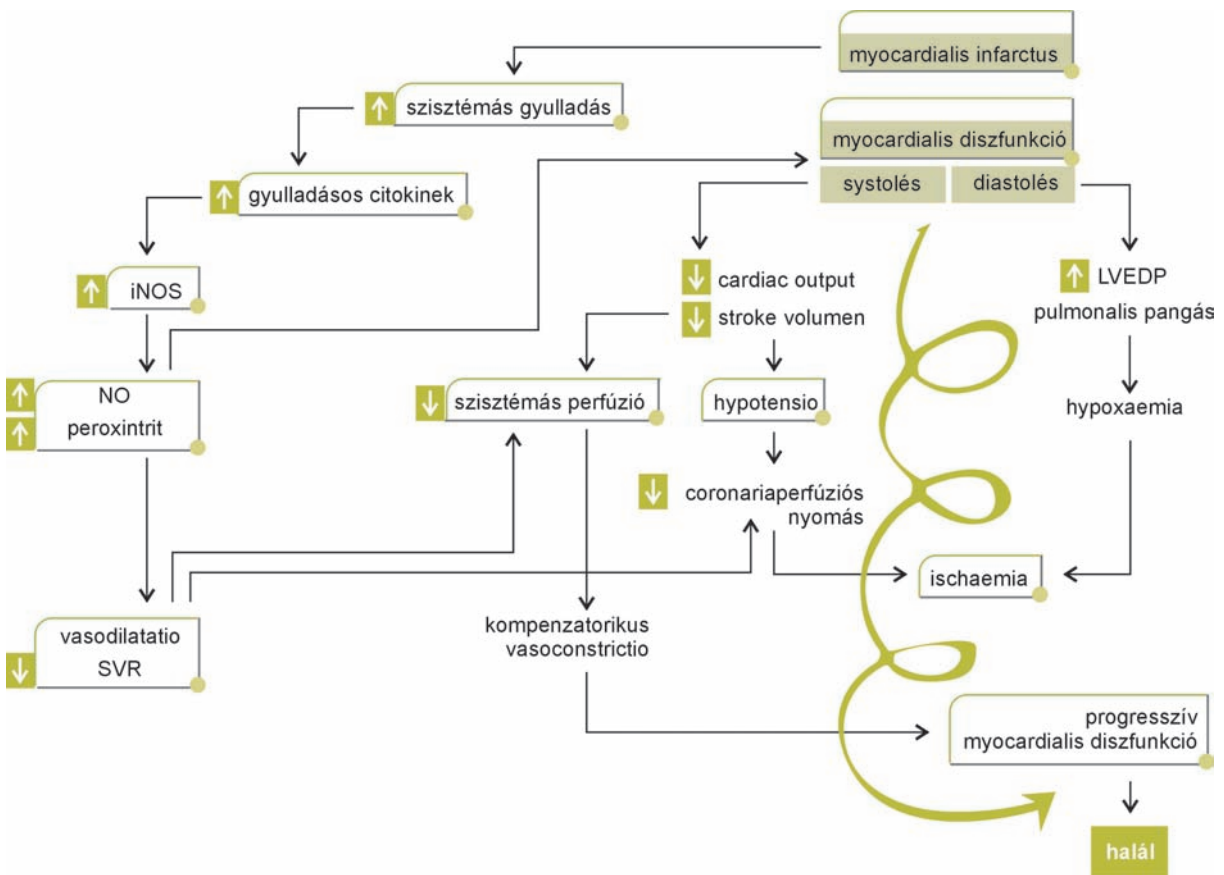 myocardialis infarctus
szisztémás gyulladás
myocardialis diszfunkció
systolés
diastolés
gyulladásos citokinek
iNOS
cardiac output
stroke volumen
LVEDP
pulmonalis pangás
NO
peroxintrit
szisztémás perfúzió
hypotensio
hypoxaemia
coronariaperfúziós
nyomás
ischaemia
vasodilatatio
SVR
kompenzatorikus
vasoconstrictio
progresszív
myocardialis diszfunkció
halál